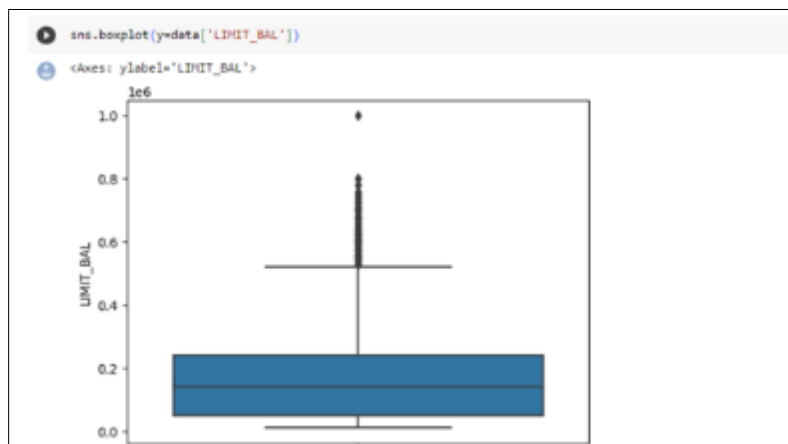 sns.boxplot(y=data['LIMIT_BAL'])
<Axes: ylabel='LIMIT_BAL'>
1e6
1.0
0.8
0.6
LIMIT_BAL
0.4
0.2
0.0